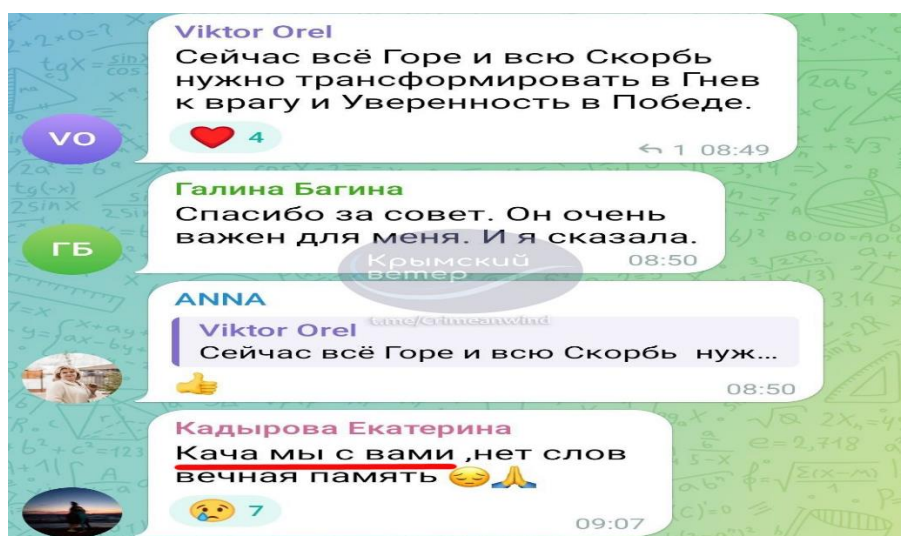 Viktor Orel
Сейчас всё Горе и всю Скорбь
нужно трансформировать в Гнев
к врагу и Уверенность в Победе.
VO
4
1 08:49
Галина Багина
Спасибо за совет. Он очень
важен для меня. И я сказала.
ГБ
08:50
Крымский
ветер
t.me/Crimeanwind
ANNA
Viktor Orel
Сейчас всё Горе и всю Скорбь нуж...
08:50
Кадырова Екатерина
Кача мы с вами ,нет слов
вечная память
7
09:07